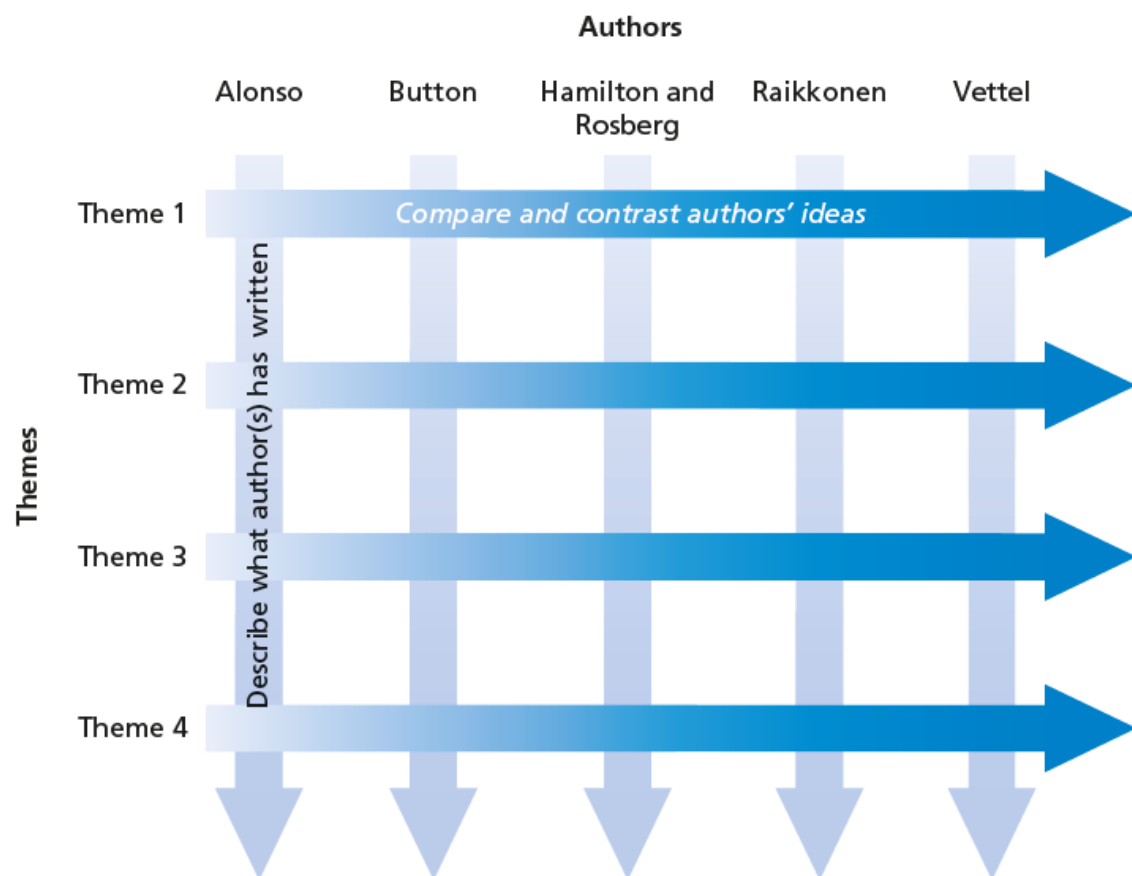 Authors
Alonso
Button
Hamilton and
Rosberg
Raikkonen
Vettel
Themes
Theme 1
Compare and contrast authors’ ideas
Describe what author(s) has written
Theme 2
Theme 3
Theme 4